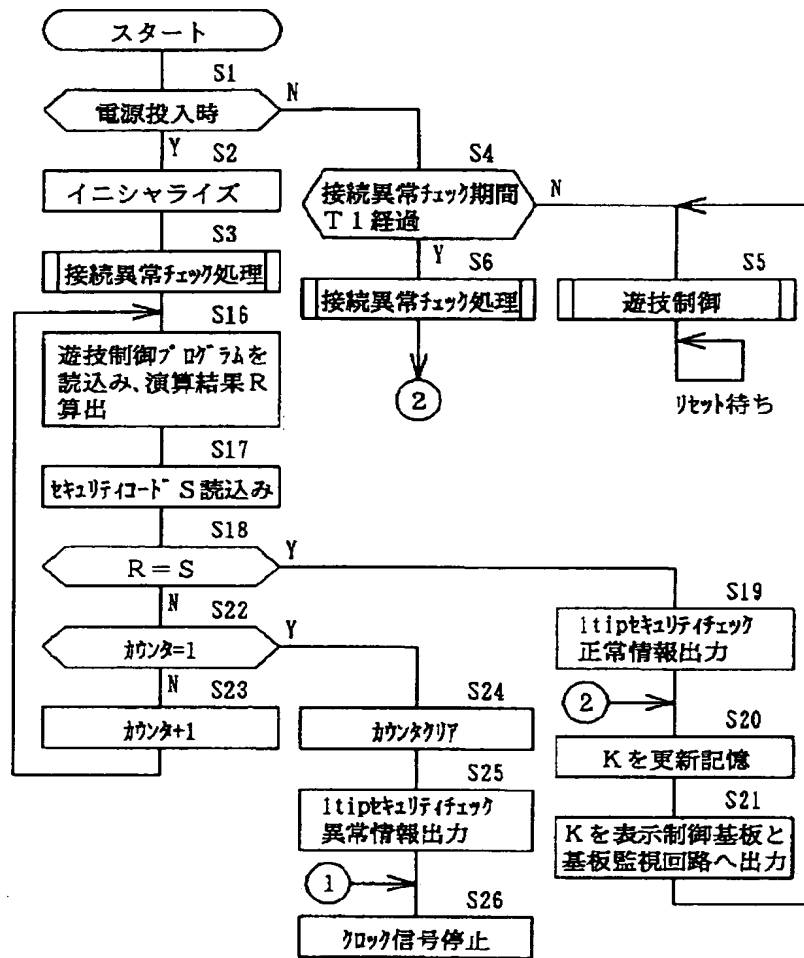 スタート
S1
電源投入時
N
Y
S2
イニシャライズ
S3
接続異常チェック処理
S16
遊技制御プログラムを
読込み、演算結果R
算出
S17
セキュリティコードS読込み
S18
R＝S
Y
N
S22
カウンタ=1
Y
N
S23
カウンタ+1
S4
接続異常チェック期間
T1経過
N
Y
S6
接続異常チェック処理
2
S5
遊技制御
リセット待ち
S24
カウンタクリア
S25
1tipセキュリティチェック
異常情報出力
1
S26
クロック信号停止
S19
1tipセキュリティチェック
正常情報出力
2
S20
Kを更新記憶
S21
Kを表示制御基板と
基板監視回路へ出力